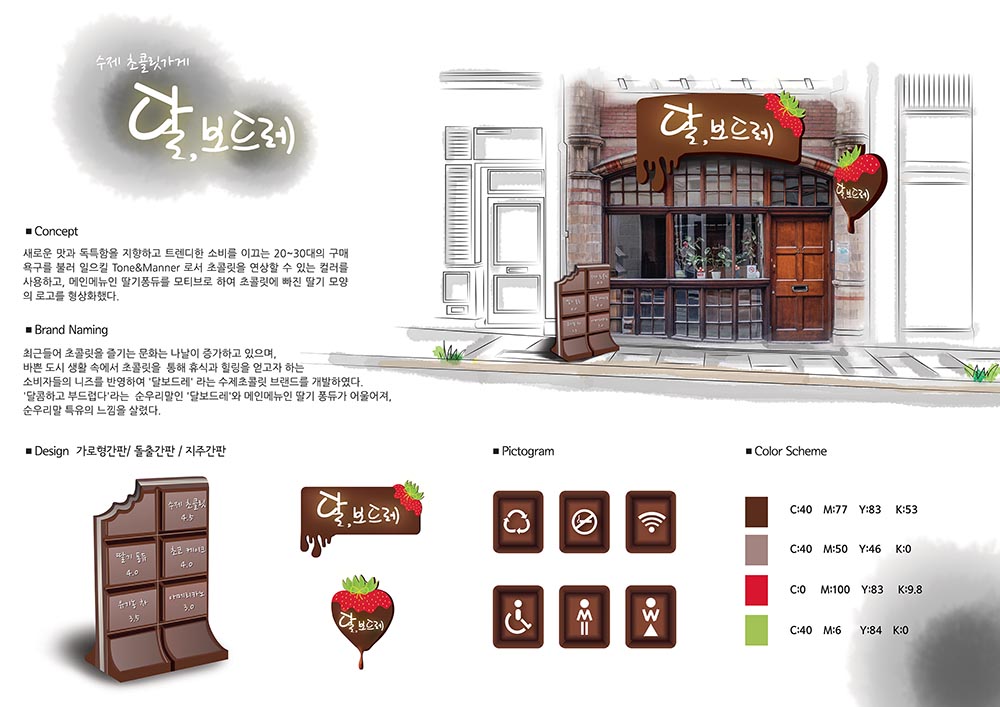 수제 초콜릿가게
달,보드레
■ Concept
새로운 맛과 독특함을 지향하고 트렌디한 소비를 이끄는 20~30대의 구매
욕구를 불러 일으킬 Tone&Manner 로서 초콜릿을 연상할 수 있는 컬러를
사용하고, 메인메뉴인 딸기퐁듀를 모티브로 하여 초콜릿에 빠진 딸기 모양
의 로고를 형상화했다.
■ Brand Naming
최근들어 초콜릿을 즐기는 문화는 나날이 증가하고 있으며,
바쁜 도시 생활 속에서 초콜릿을 통해 휴식과 힐링을 얻고자 하는
소비자들의 니즈를 반영하여 '달보드레' 라는 수제초콜릿 브랜드를 개발하였다.
'달콤하고 부드럽다'라는 순우리말인 '달보드레'와 메인메뉴인 딸기 퐁듀가 어울어져,
순우리말 특유의 느낌을 살렸다.
달,보드레
달,보드레
■ Design 가로형간판/ 돌출간판 / 지주간판
수제 초콜릿
4.5
딸기 퐁듀
4.0
초코 케이크
4.0
유기농 차
3.5
아메리카노
3.0
달,보드레
달,보드레
■ Pictogram
W
■ Color Scheme
C:40 M:77 Y:83 K:53
C:40 M:50 Y:46 K:0
C:0 M:100 Y:83 K:9.8
C:40 M:6 Y:84 K:0